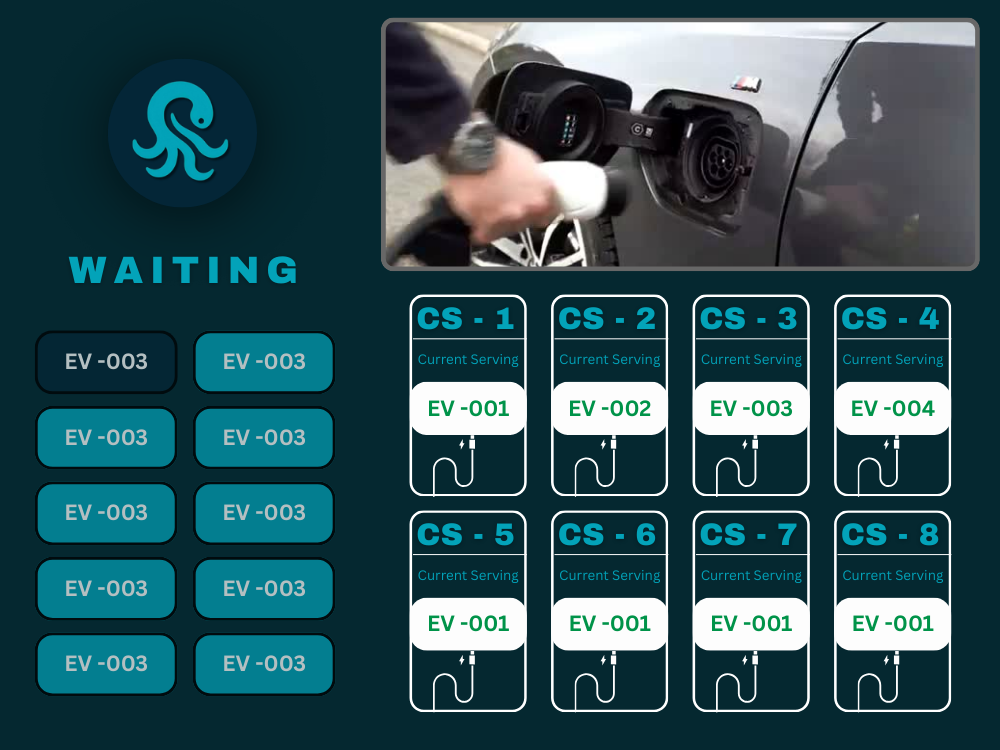 WAITING
EV -003 EV -003
EV -003 EV -003
EV -003 EV -003
EV -003 EV -003
EV -003 EV -003
CS - 1 CS - 2 CS - 3 CS - 4
Current Serving Current Serving Current Serving Current Serving
EV -001 EV -002 EV -003 EV -004
CS - 5 CS - 6 CS - 7 CS - 8
Current Serving Current Serving Current Serving Current Serving
EV -001 EV -001 EV -001 EV -001